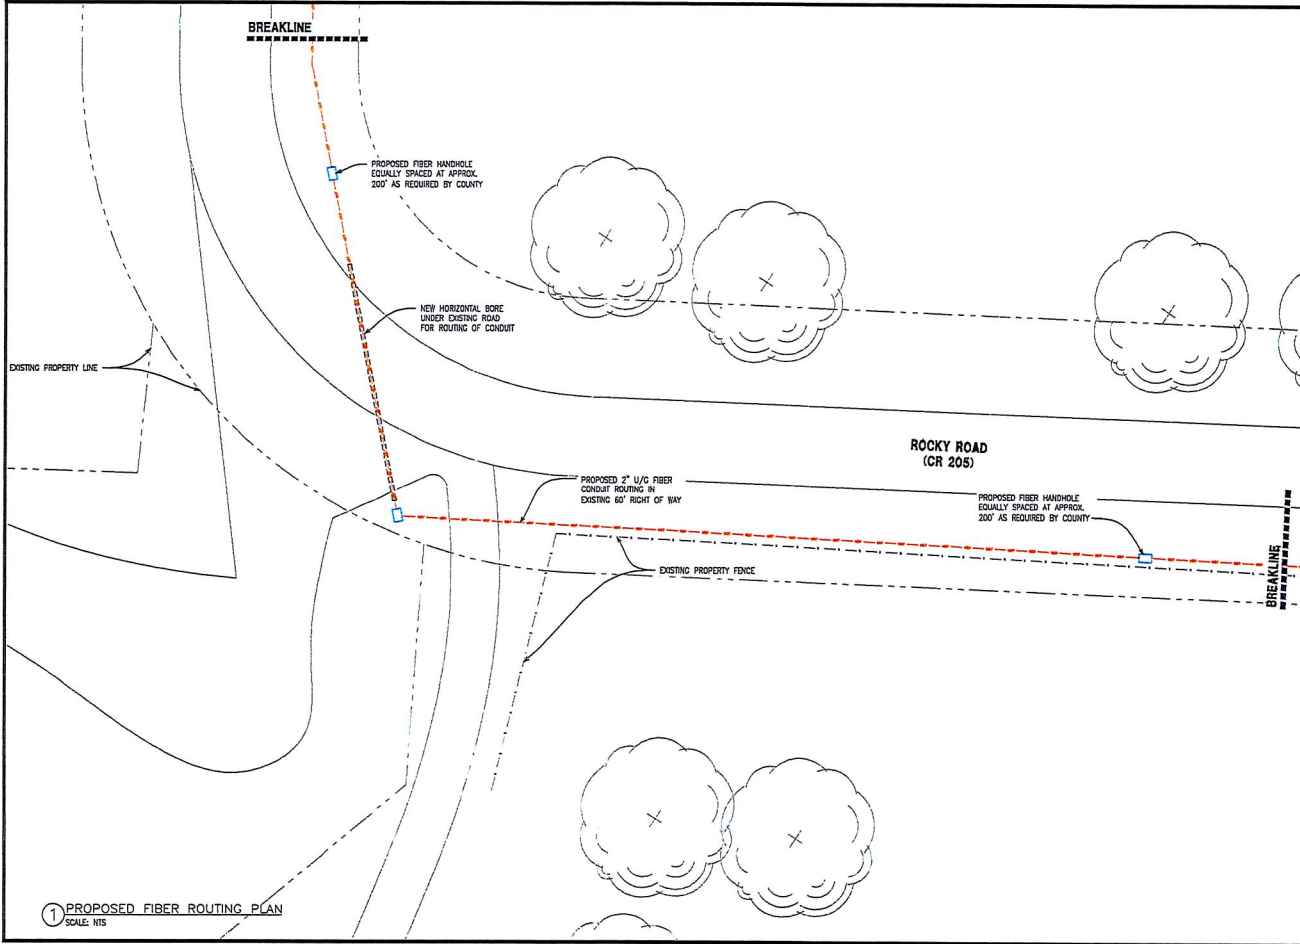 BREAKLINE
PROPOSED FIBER HANDHOLE
EQUALLY SPACED AT APPROX.
200' AS REQUIRED BY COUNTY
NEW HORIZONTAL BORE
UNDER EXISTING ROAD
FOR ROUTING OF CONDUIT
EXISTING PROPERTY LINE
ROCKY ROAD
(CR 205)
PROPOSED 2" U/G FIBER
CONDUIT ROUTING IN
EXISTING 60' RIGHT OF WAY
PROPOSED FIBER HANDHOLE
EQUALLY SPACED AT APPROX.
200' AS REQUIRED BY COUNTY
EXISTING PROPERTY FENCE
BREAKLINE
1 PROPOSED FIBER ROUTING PLAN
SCALE: NTS